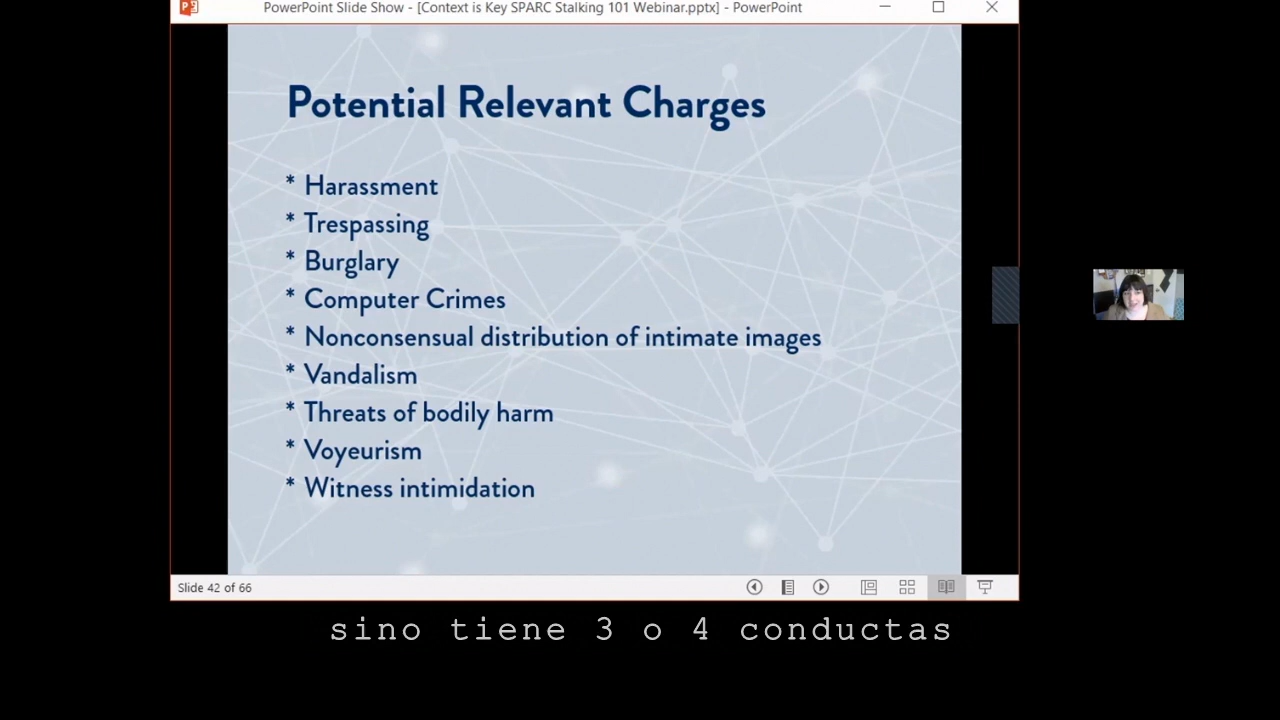 PowerPoint Slide Show - [Context is Key SPARC Stalking 101 Webinar.pptx] - PowerPoint
Potential Relevant Charges
* Harassment
* Trespassing
* Burglary
* Computer Crimes
* Nonconsensual distribution of intimate images
* Vandalism
* Threats of bodily harm
* Voyeurism
* Witness intimidation
Slide 42 of 66
sino tiene 3 o 4 conductas